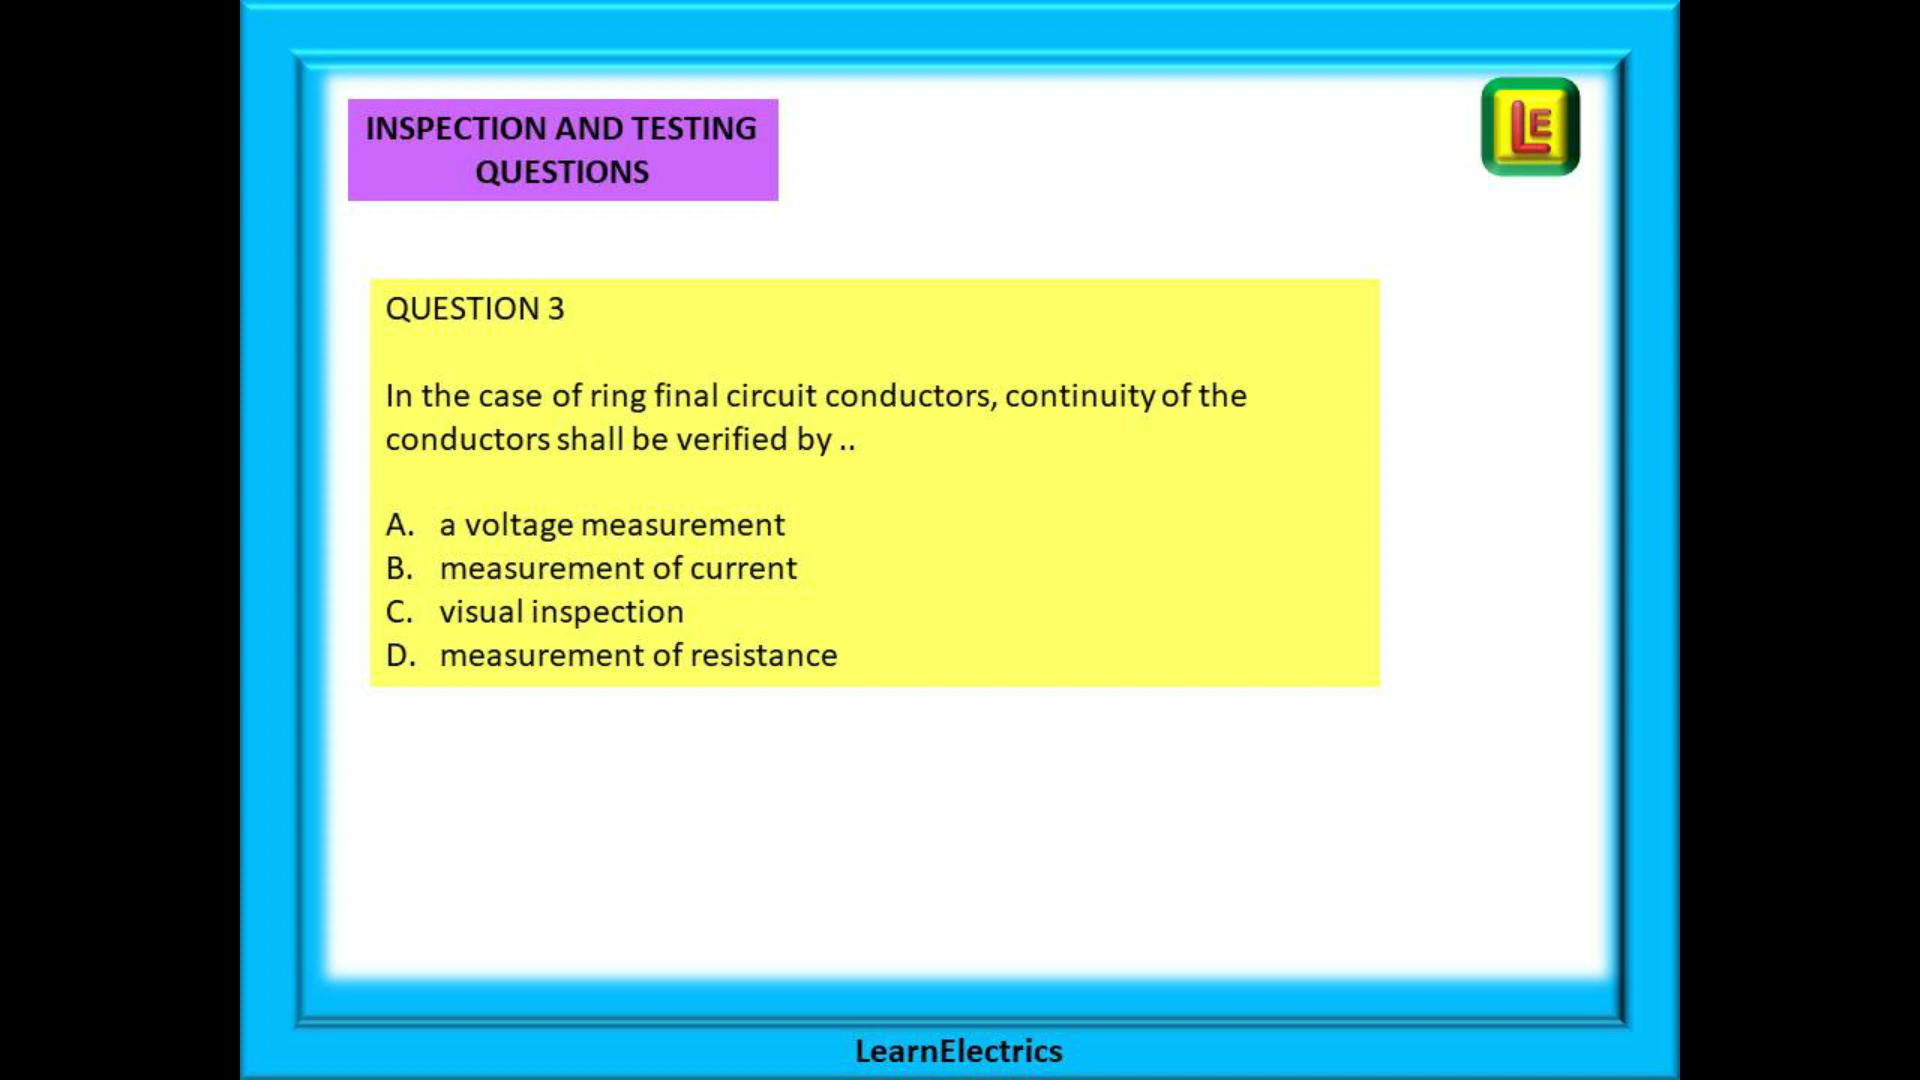 INSPECTION AND TESTING
QUESTIONS
LE
QUESTION 3
In the case of ring final circuit conductors, continuity of the
conductors shall be verified by ..
A. a voltage measurement
B. measurement of current
C. visual inspection
D. measurement of resistance
LearnElectrics